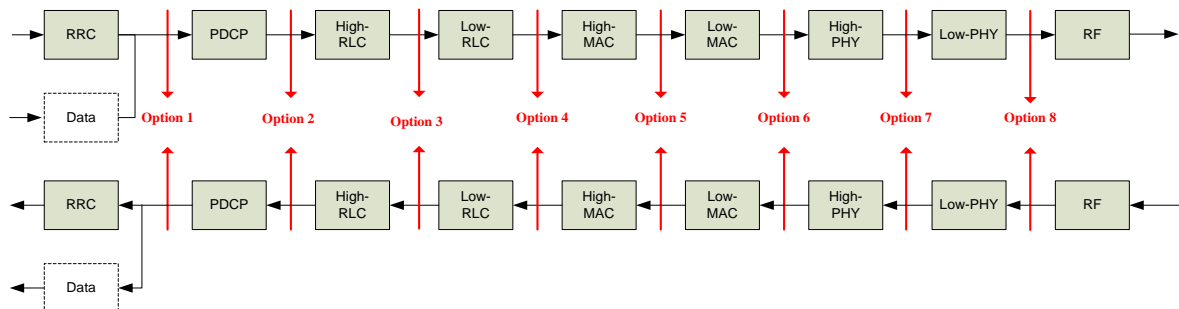 RRC
PDCP
High-
RLC
Low-
RLC
High-
MAC
Low-
MAC
High-
PHY
Low-PHY
RF
Data
Option 1
Option 2
Option 3
Option 4
Option 5
Option 6
Option 7
Option 8
RRC
PDCP
High-
RLC
Low-
RLC
High-
MAC
Low-
MAC
High-
PHY
Low-PHY
RF
Data